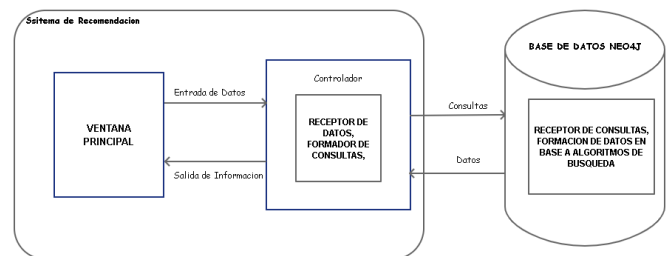 Ssitema de Recomendacion
BASE DE DATOS NEO4J
Controlador
Entrada de Datos
Consultas
VENTANA
PRINCIPAL
RECEPTOR DE
DATOS,
FORMADOR DE
CONSULTAS,
RECEPTOR DE CONSULTAS,
FORMACION DE DATOS EN
BASE A ALGORITMOS DE
BUSQUEDA
Datos
Salida de Informacion